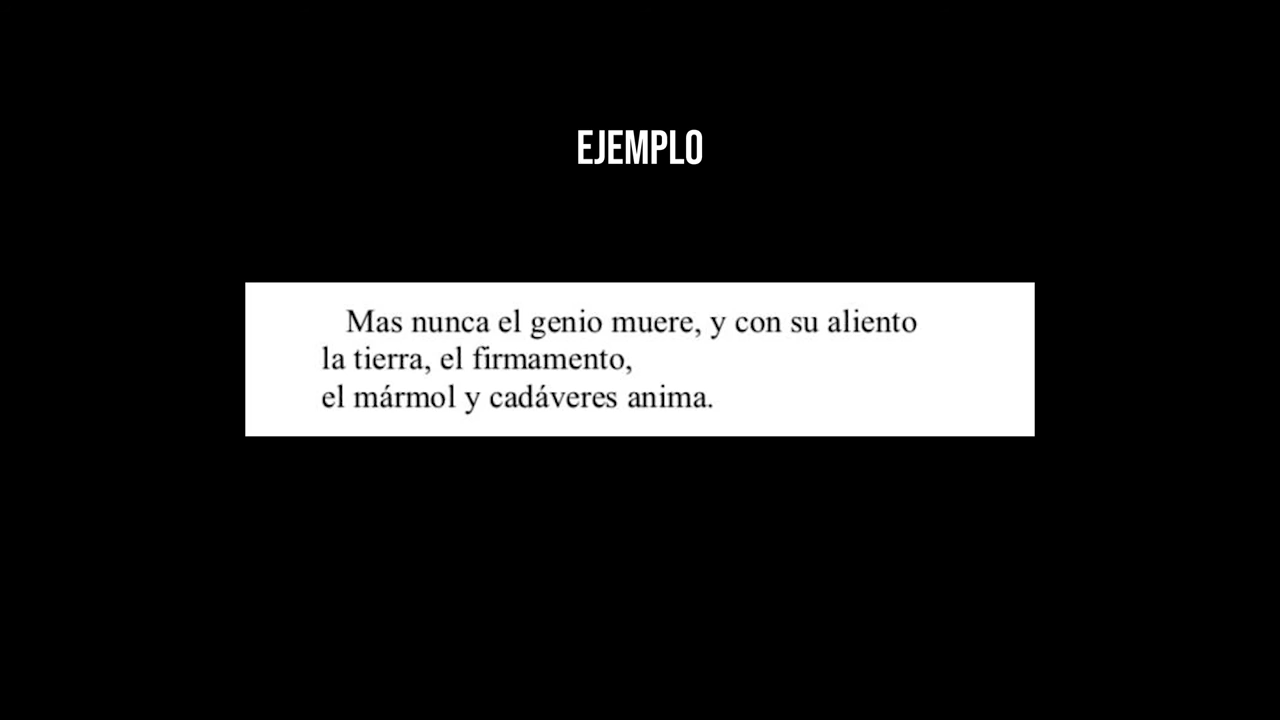 EJEMPLO
Mas nunca el genio muere, y con su aliento
la tierra, el firmamento,
el mármol y cadáveres anima.